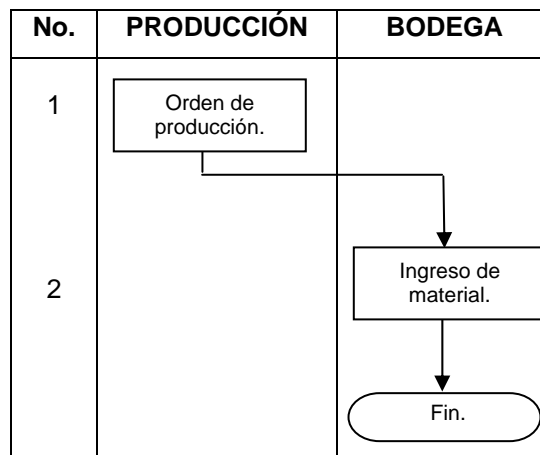 No. PRODUCCIÓN BODEGA
1
Orden de
producción.
2
Ingreso de
material.
Fin.